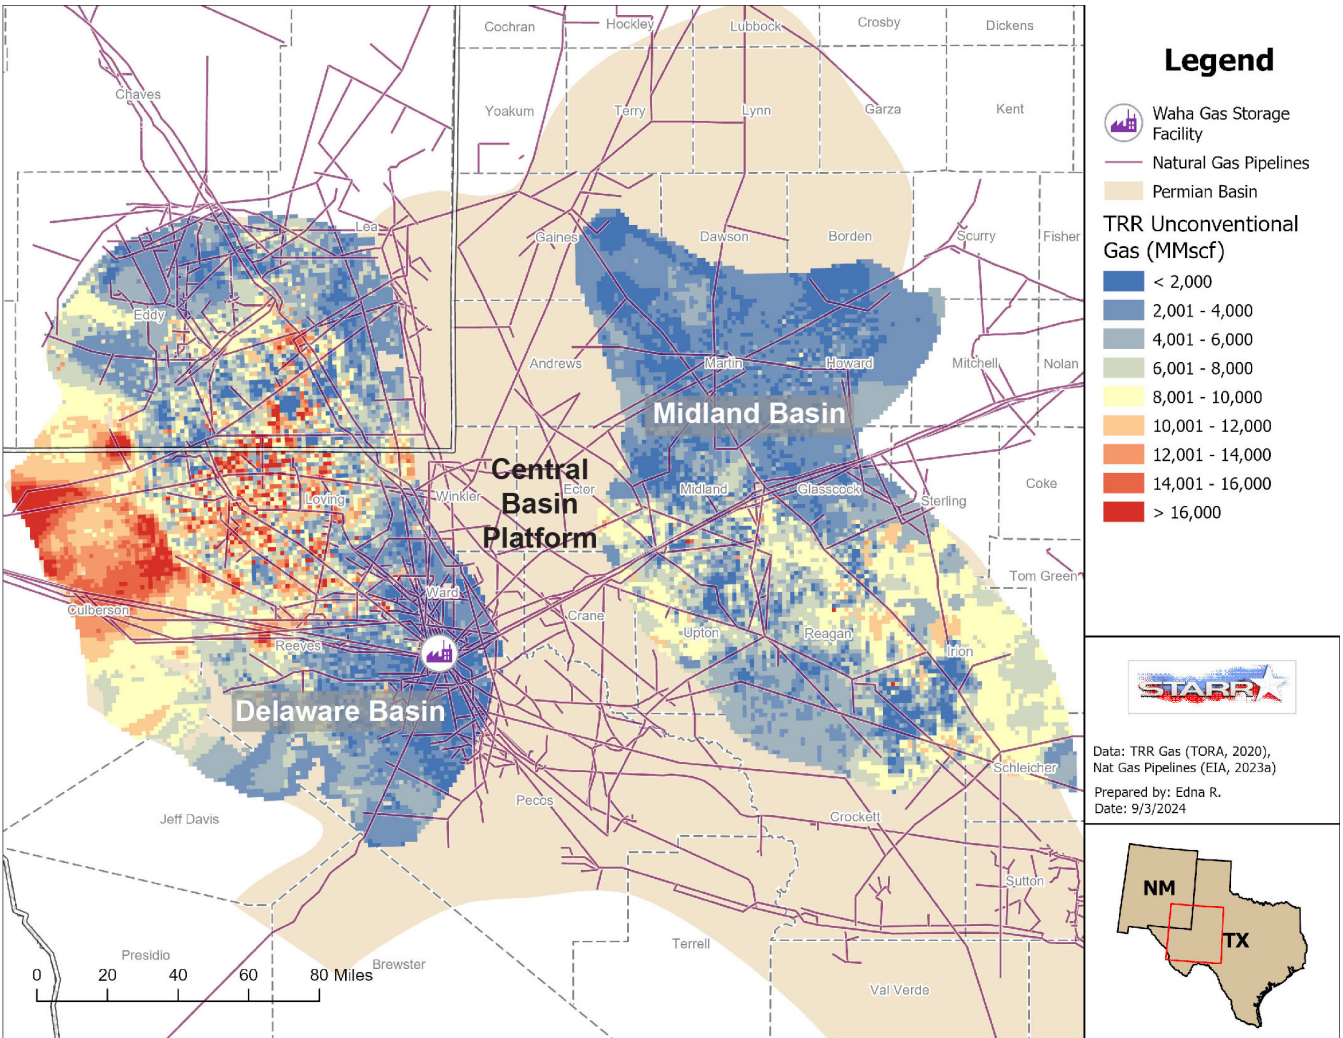 Cochran
Hockley
Lubbock
Crosby
Dickens
Chaves
Yoakum
Terry
Lynn
Garza
Kent
Lea
Gaines
Dawson
Borden
Scurry
Fisher
Eddy
Andrews
Martin
Howard
Mitchell
Nolan
Midland Basin
Central
Basin
Platform
Loving
Winkler
Ector
Midland
Glasscock
Sterling
Coke
Culberson
Ward
Crane
Tom Green
Reeves
Upton
Reagan
Irion
Delaware Basin
Schleicher
Pecos
Jeff Davis
Crockett
Sutton
Presidio
Brewster
Terrell
Val Verde
0 20 40 60 80 Miles
Legend
Waha Gas Storage
Facility
Natural Gas Pipelines
Permian Basin
TRR Unconventional
Gas (MMscf)
< 2,000
2,001 - 4,000
4,001 - 6,000
6,001 - 8,000
8,001 - 10,000
10,001 - 12,000
12,001 - 14,000
14,001 - 16,000
> 16,000
STARR
Data: TRR Gas (TORA, 2020),
Nat Gas Pipelines (EIA, 2023a)
Prepared by: Edna R.
Date: 9/3/2024
NM
TX